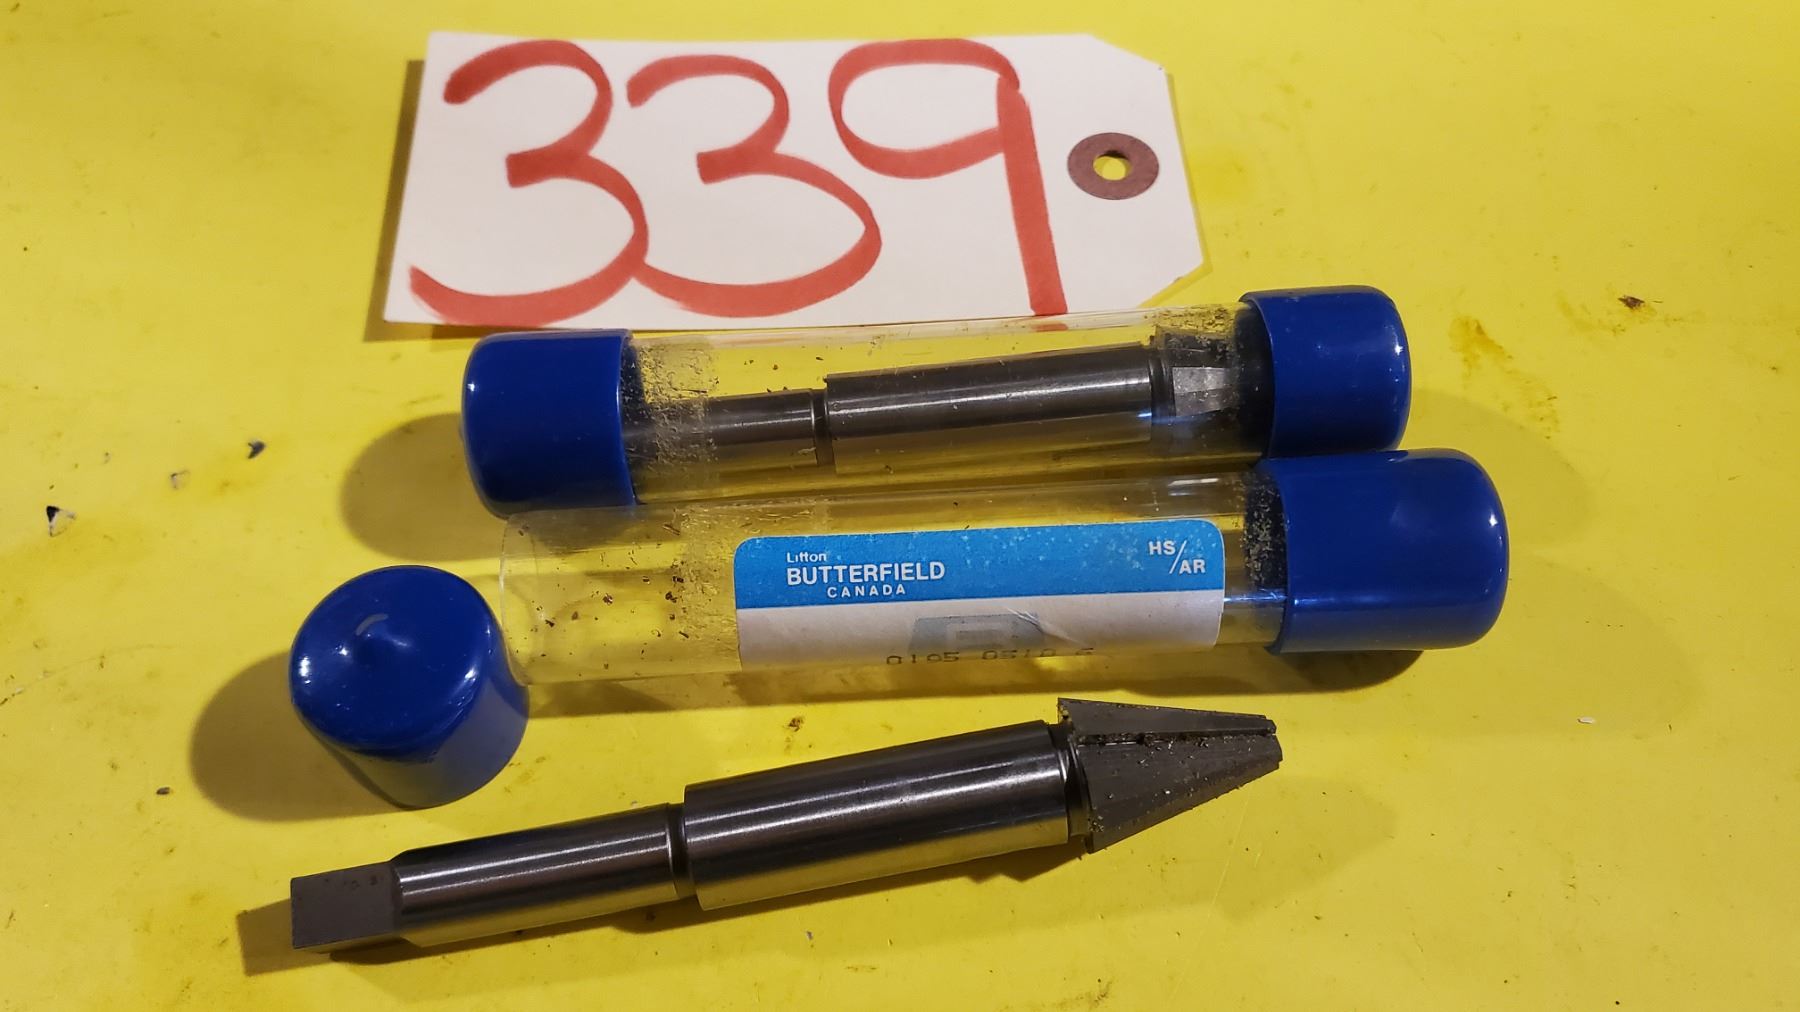 339
Litton
BUTTERFIELD
CANADA
HS/AR